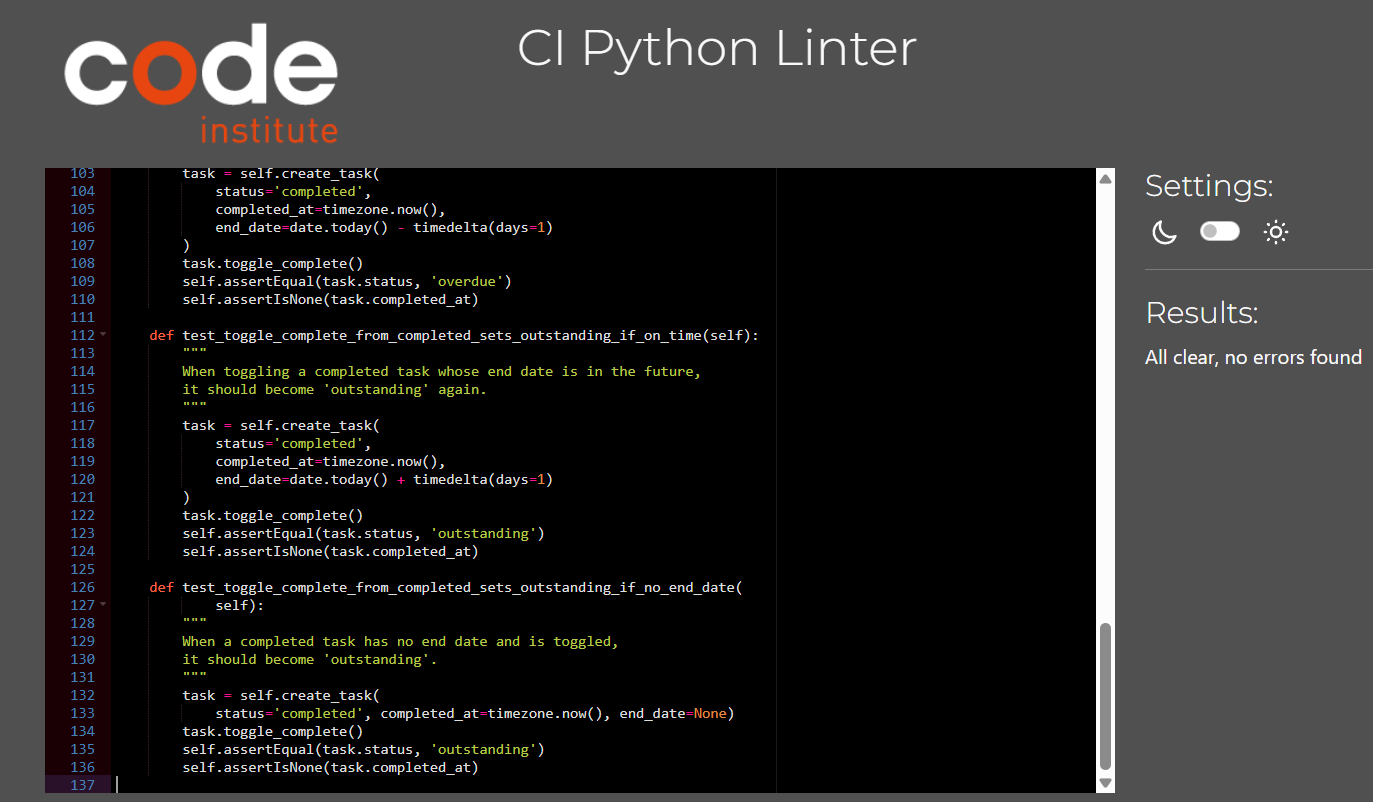 code
institute
CI Python Linter
103         task = self.create_task(
104             status='completed',
105             completed_at=timezone.now(),
106             end_date=date.today() - timedelta(days=1)
107         )
108         task.toggle_complete()
109         self.assertEqual(task.status, 'overdue')
110         self.assertIsNone(task.completed_at)
111
112     def test_toggle_complete_from_completed_sets_outstanding_if_on_time(self):
113         """
114         When toggling a completed task whose end date is in the future,
115         it should become 'outstanding' again.
116         """
117         task = self.create_task(
118             status='completed',
119             completed_at=timezone.now(),
120             end_date=date.today() + timedelta(days=1)
121         )
122         task.toggle_complete()
123         self.assertEqual(task.status, 'outstanding')
124         self.assertIsNone(task.completed_at)
125
126     def test_toggle_complete_from_completed_sets_outstanding_if_no_end_date(
127             self):
128         """
129         When a completed task has no end date and is toggled,
130         it should become 'outstanding'.
131         """
132         task = self.create_task(
133             status='completed', completed_at=timezone.now(), end_date=None)
134         task.toggle_complete()
135         self.assertEqual(task.status, 'outstanding')
136         self.assertIsNone(task.completed_at)
137
Settings:
Results:
All clear, no errors found